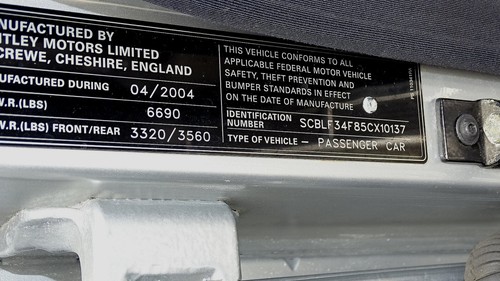 NUFACTURED BY
NTLEY MOTORS LIMITED
CREWE, CHESHIRE, ENGLAND
NUFACTURED DURING 04/2004
W.R.(LBS) 6690
W.R.(LBS) FRONT/REAR 3320/3560
THIS VEHICLE CONFORMS TO ALL
APPLICABLE FEDERAL MOTOR VEHICLE
SAFETY, THEFT PREVENTION AND
BUMPER STANDARDS IN EFFECT
ON THE DATE OF MANUFACTURE
IDENTIFICATION
NUMBER SCBLF34F85CX10137
TYPE OF VEHICLE - PASSENGER CAR